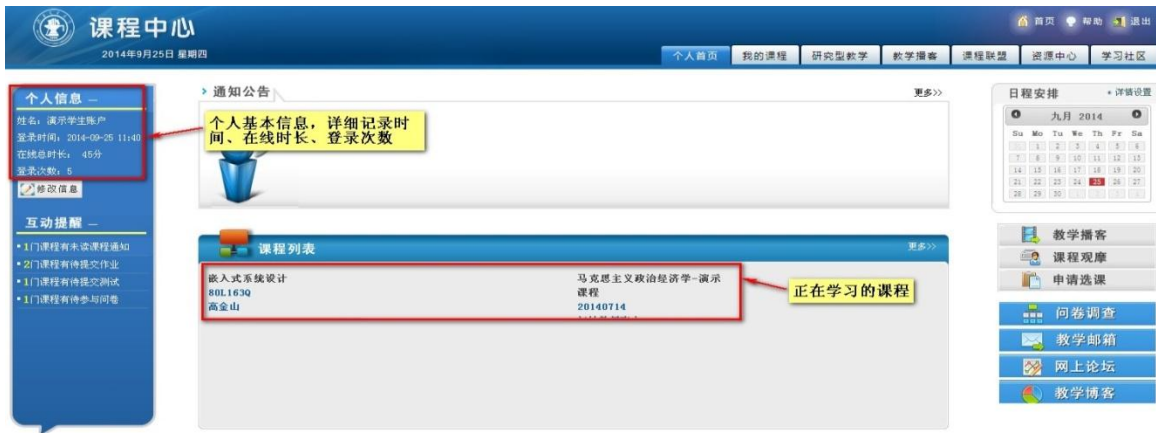 课程中心
首页 帮助 退出
2014年9月25日 星期四
个人首页 我的课程 研究型教学 教学播客 课程联盟 资源中心 学习社区
个人信息
姓名：演示学生账户
登录时间：2014-09-25 11:40
在线总时长： 45分
登录次数：5
修改信息
互动提醒
1门课程有未读课程通知
2门课程有待提交作业
1门课程有待提交测试
1门课程有待参与问卷
通知公告 更多>>
个人基本信息，详细记录时
间、在线时长、登录次数
课程列表 更多>>
嵌入式系统设计
80L163Q
高金山
马克思主义政治经济学-演示
课程
20140714
正在学习的课程
日程安排 详情设置
九月 2014
Su Mo Tu We Th Fr Sa
1 2 3 4 5 6
7 8 9 10 11 12 13
14 15 16 17 18 19 20
21 22 23 24 25 26 27
28 29 30
教学播客
课程观摩
申请选课
问卷调查
教学邮箱
网上论坛
教学博客